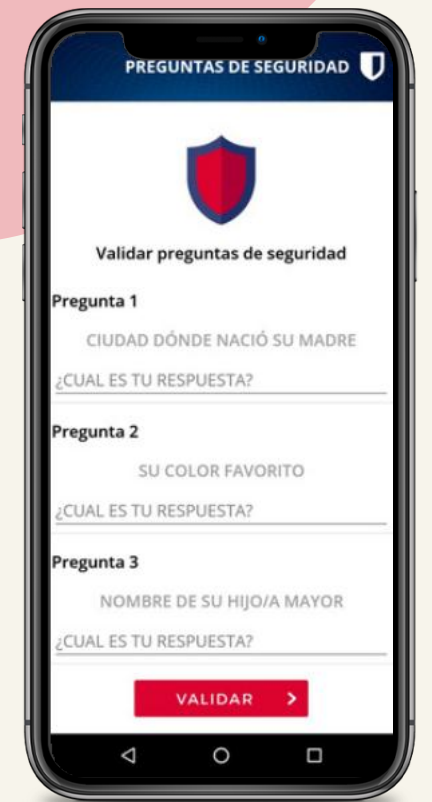 PREGUNTAS DE SEGURIDAD
Validar preguntas de seguridad
Pregunta 1
CIUDAD DÓNDE NACIÓ SU MADRE
¿CUAL ES TU RESPUESTA?
Pregunta 2
SU COLOR FAVORITO
¿CUAL ES TU RESPUESTA?
Pregunta 3
NOMBRE DE SU HIJO/A MAYOR
¿CUAL ES TU RESPUESTA?
VALIDAR